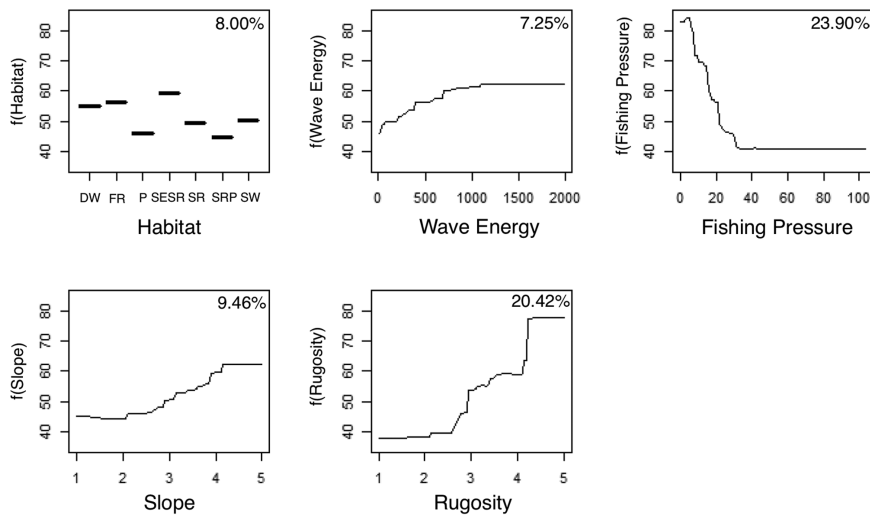 8.00%
f(Habitat)
80
70
60
50
40
DW FR P SESR SR SRP SW
Habitat
7.25%
f(Wave Energy)
80
70
60
50
40
0 500 1000 1500 2000
Wave Energy
23.90%
f(Fishing Pressure)
80
70
60
50
40
0 20 40 60 80 100
Fishing Pressure
9.46%
f(Slope)
80
70
60
50
40
1 2 3 4 5
Slope
20.42%
f(Rugosity)
80
70
60
50
40
1 2 3 4 5
Rugosity